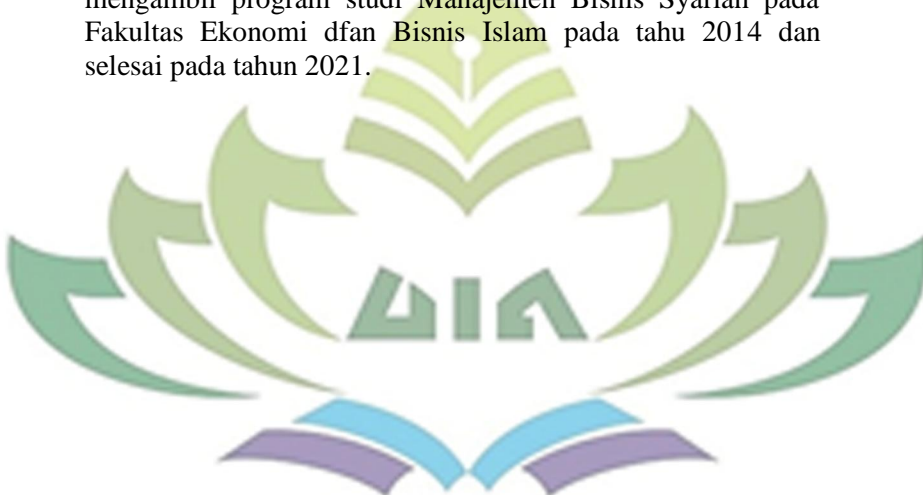 mengambil program studi Manajemen Bisnis Syariah pada
Fakultas Ekonomi dfan Bisnis Islam pada tahu 2014 dan
selesai pada tahun 2021.
UIN